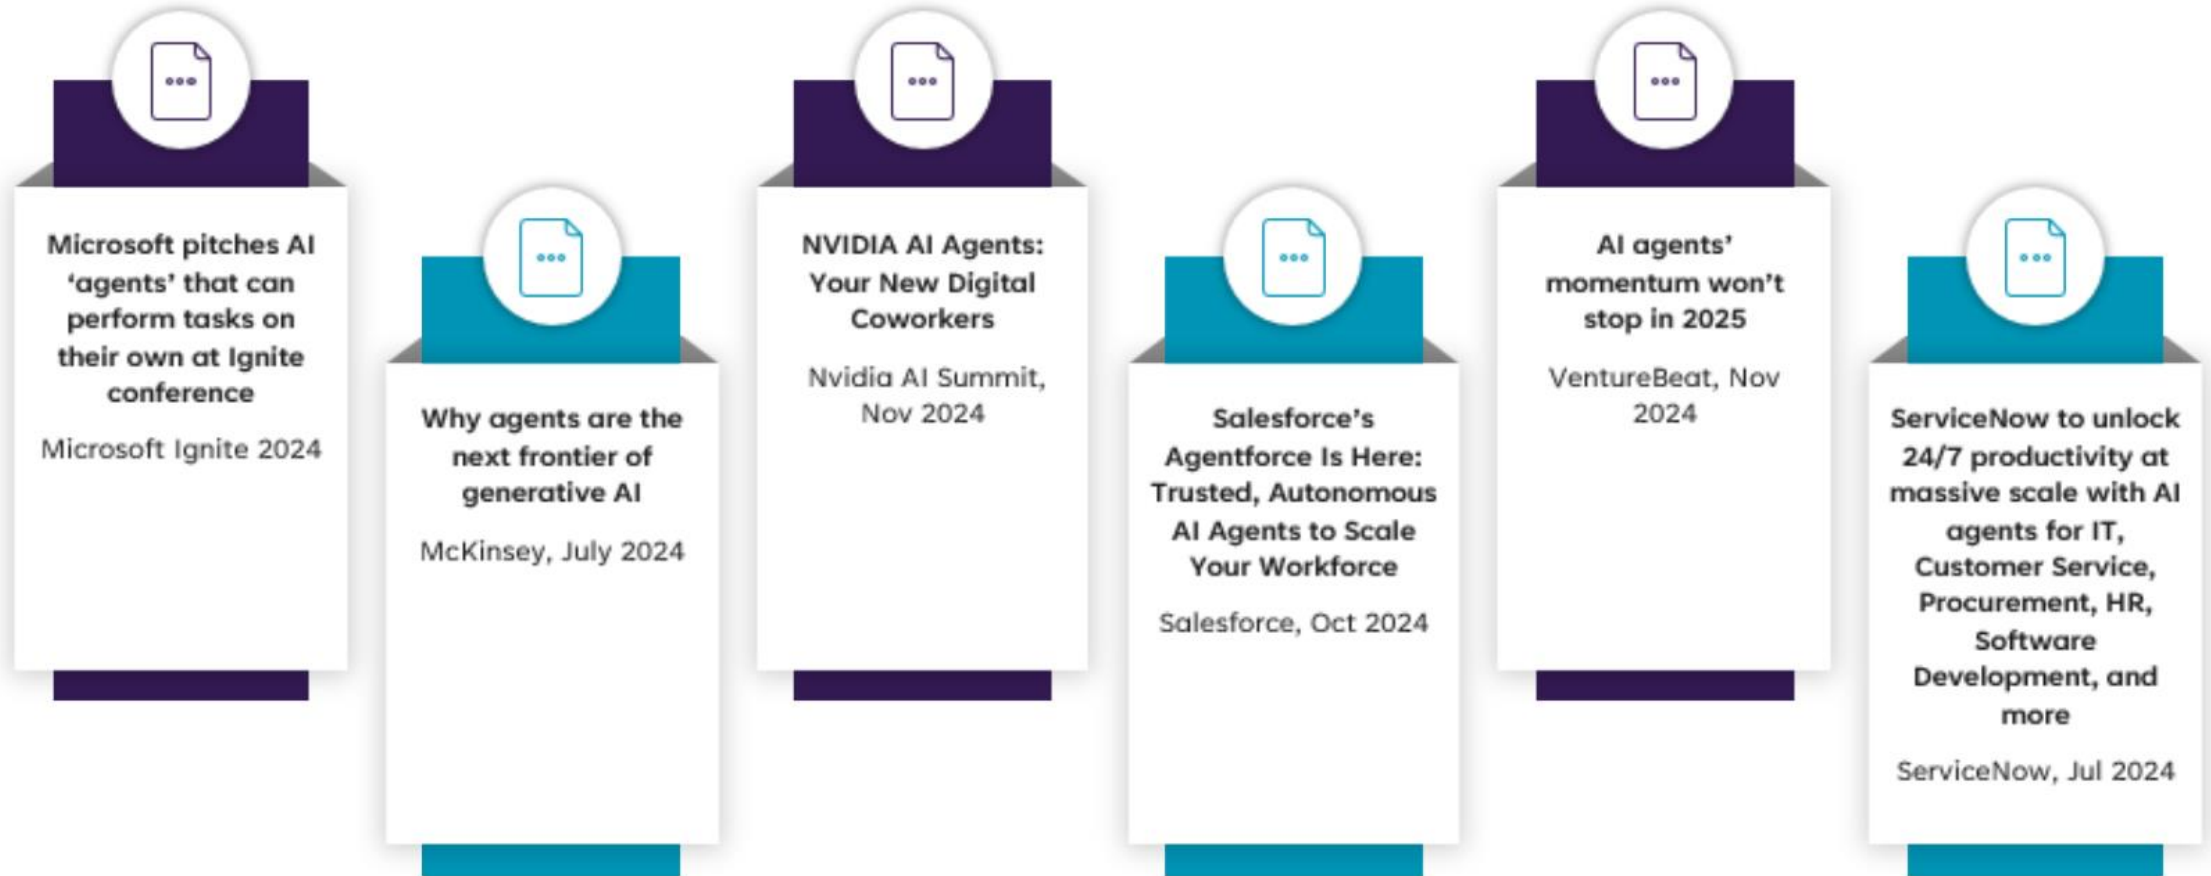 Microsoft pitches AI
‘agents’ that can
perform tasks on
their own at Ignite
conference
Microsoft Ignite 2024
Why agents are the
next frontier of
generative AI
McKinsey, July 2024
NVIDIA AI Agents:
Your New Digital
Coworkers
Nvidia AI Summit,
Nov 2024
Salesforce’s
Agentforce Is Here:
Trusted, Autonomous
AI Agents to Scale
Your Workforce
Salesforce, Oct 2024
AI agents’
momentum won’t
stop in 2025
VentureBeat, Nov
2024
ServiceNow to unlock
24/7 productivity at
massive scale with AI
agents for IT,
Customer Service,
Procurement, HR,
Software
Development, and
more
ServiceNow, Jul 2024